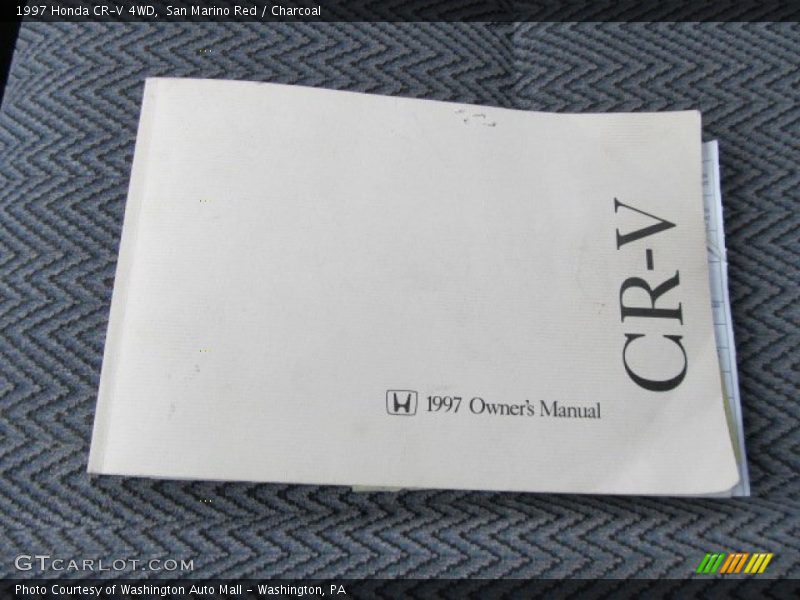 1997 Honda CR-V 4WD, San Marino Red / Charcoal
CR-V
1997 Owner's Manual
GTCARLOT.COM
Photo Courtesy of Washington Auto Mall - Washington, PA